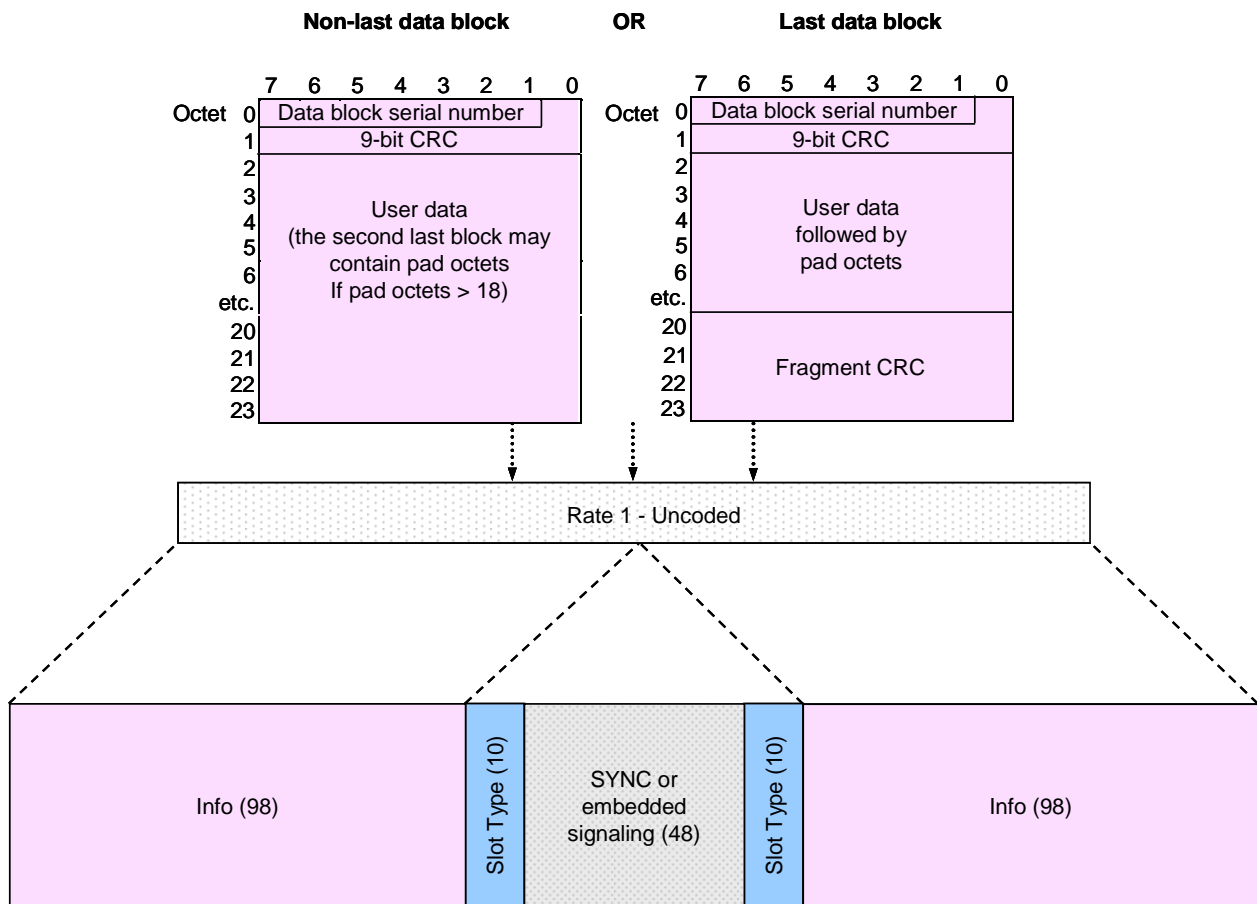 Non-last data block OR Last data block
7 6 5 4 3 2 1 0
Octet 0 Data block serial number
1 9-bit CRC
2
3
4
5
6
etc.
20
21
22
23
User data
(the second last block may
contain pad octets
If pad octets > 18)
7 6 5 4 3 2 1 0
Octet 0 Data block serial number
1 9-bit CRC
2
3
4
5
6
etc.
20
21
22
23
User data
followed by
pad octets
Fragment CRC
Rate 1 - Uncoded
Info (98)
Slot Type (10)
SYNC or
embedded
signaling (48)
Slot Type (10)
Info (98)